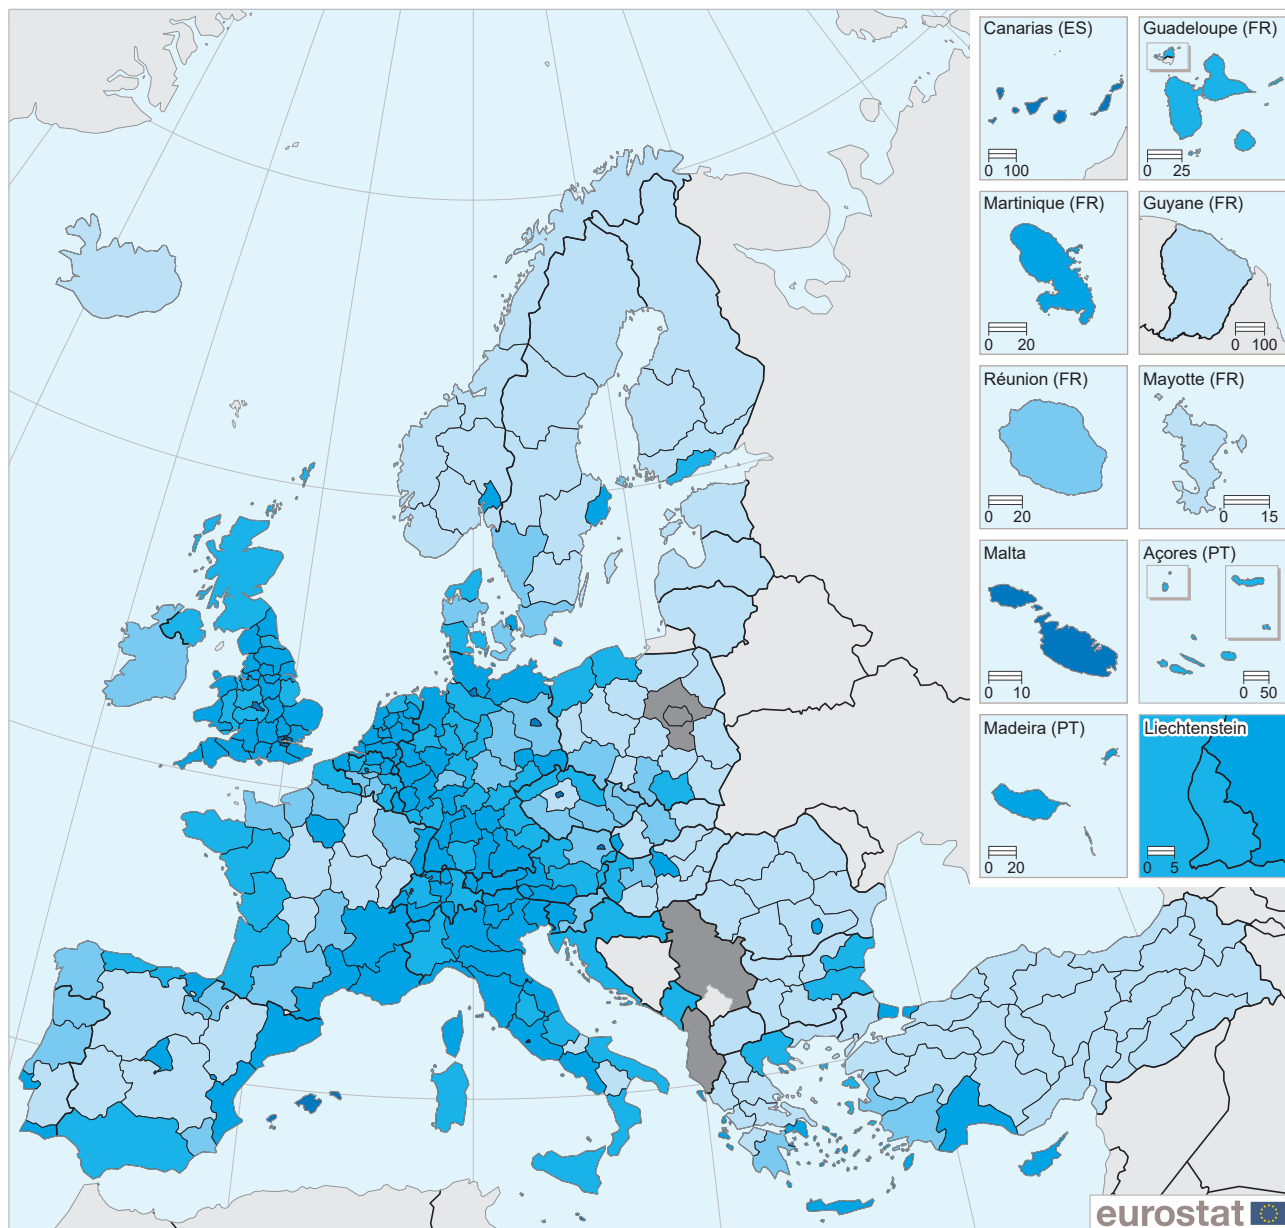 Canarias (ES)
0 100
Guadeloupe (FR)
0 25
Martinique (FR)
0 20
Guyane (FR)
0 100
Réunion (FR)
0 20
Mayotte (FR)
0 15
Malta
0 10
Açores (PT)
0 50
Madeira (PT)
0 20
Liechtenstein
0 5
eurostat